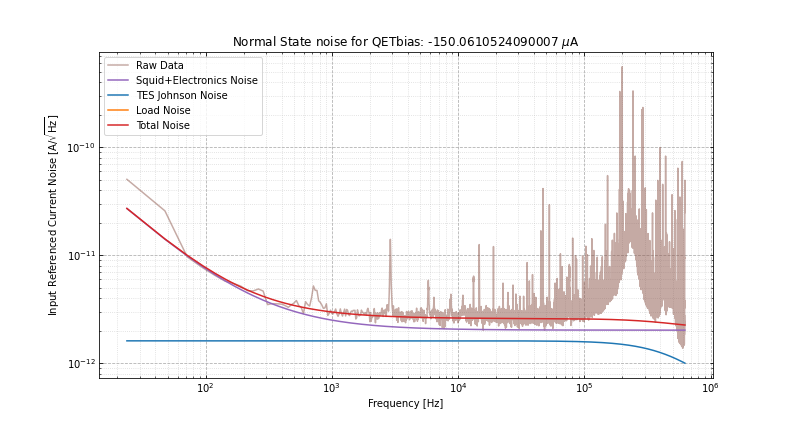 Normal State noise for QETbias: -150.0610524090007 μA
Raw Data
Squid+Electronics Noise
TES Johnson Noise
Load Noise
Total Noise
Input Referenced Current Noise [A/√Hz]
10⁻¹⁰
10⁻¹¹
10⁻¹²
10² 10³ 10⁴ 10⁵ 10⁶
Frequency [Hz]